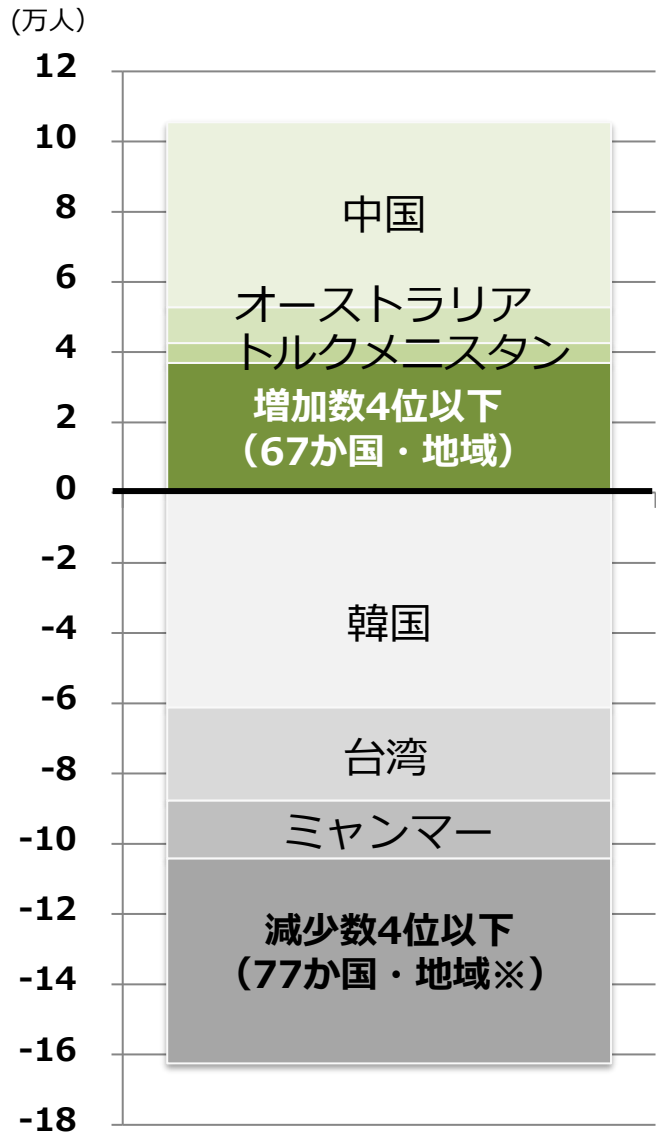 (万人)
12
10
8
6
4
2
0
-2
-4
-6
-8
-10
-12
-14
-16
-18
中国
オーストラリア
トルクメニスタン
増加数4位以下
（67か国・地域）
韓国
台湾
ミャンマー
減少数4位以下
（77か国・地域※）